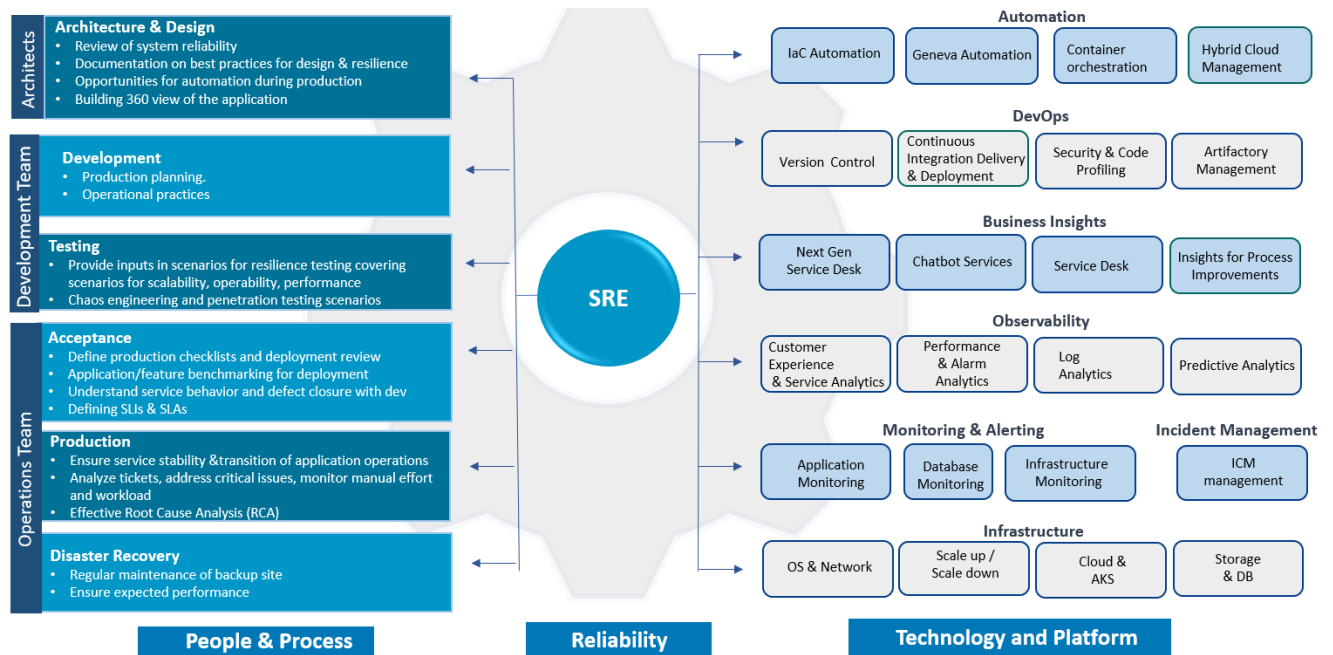 Architects
Architecture & Design
• Review of system reliability
• Documentation on best practices for design & resilience
• Opportunities for automation during production
• Building 360 view of the application
Development Team
Development
• Production planning.
• Operational practices
Testing
• Provide inputs in scenarios for resilience testing covering
scenarios for scalability, operability, performance
• Chaos engineering and penetration testing scenarios
Operations Team
Acceptance
• Define production checklists and deployment review
• Application/feature benchmarking for deployment
• Understand service behavior and defect closure with dev
• Defining SLIs & SLAs
Production
• Ensure service stability &transition of application operations
• Analyze tickets, address critical issues, monitor manual effort
and workload
• Effective Root Cause Analysis (RCA)
Disaster Recovery
• Regular maintenance of backup site
• Ensure expected performance
People & Process
SRE
Reliability
Automation
IaC Automation
Geneva Automation
Container
orchestration
Hybrid Cloud
Management
DevOps
Version Control
Continuous
Integration Delivery
& Deployment
Security & Code
Profiling
Artifactory
Management
Business Insights
Next Gen
Service Desk
Chatbot Services
Service Desk
Insights for Process
Improvements
Observability
Customer
Experience
& Service Analytics
Performance
& Alarm
Analytics
Log
Analytics
Predictive Analytics
Monitoring & Alerting
Application
Monitoring
Database
Monitoring
Infrastructure
Monitoring
Incident Management
ICM
management
Infrastructure
OS & Network
Scale up /
Scale down
Cloud &
AKS
Storage
& DB
Technology and Platform